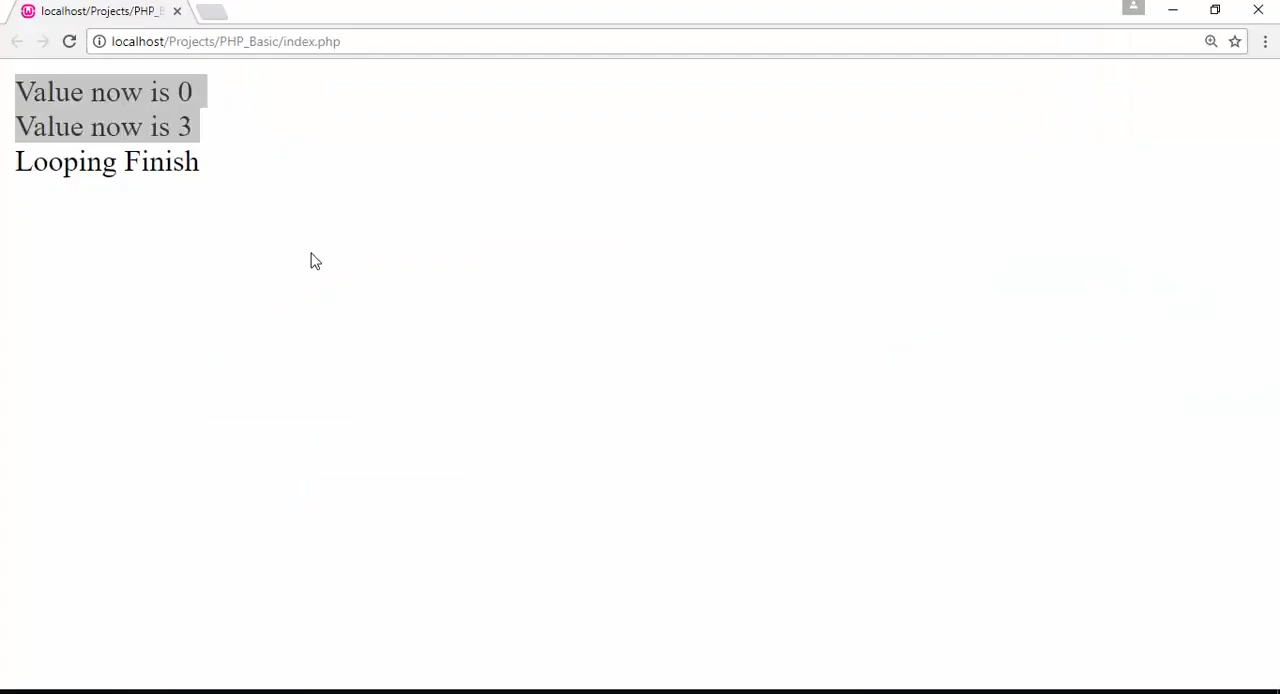 localhost/Projects/PHP_B
localhost/Projects/PHP_Basic/index.php
Value now is 0
Value now is 3
Looping Finish